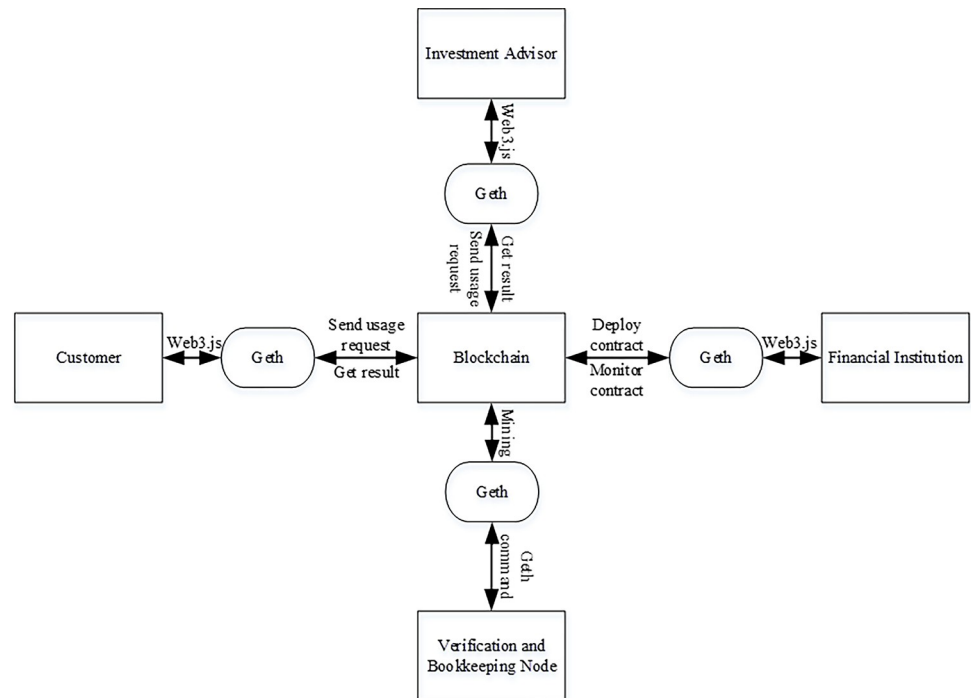 Investment Advisor
Web3.js
Geth
Send usage
request
Get result
Customer
Web3.js
Geth
Send usage
request
Get result
Blockchain
Deploy
contract
Monitor
contract
Geth
Web3.js
Financial Institution
Mining
Geth
Geth
command
Verification and
Bookkeeping Node